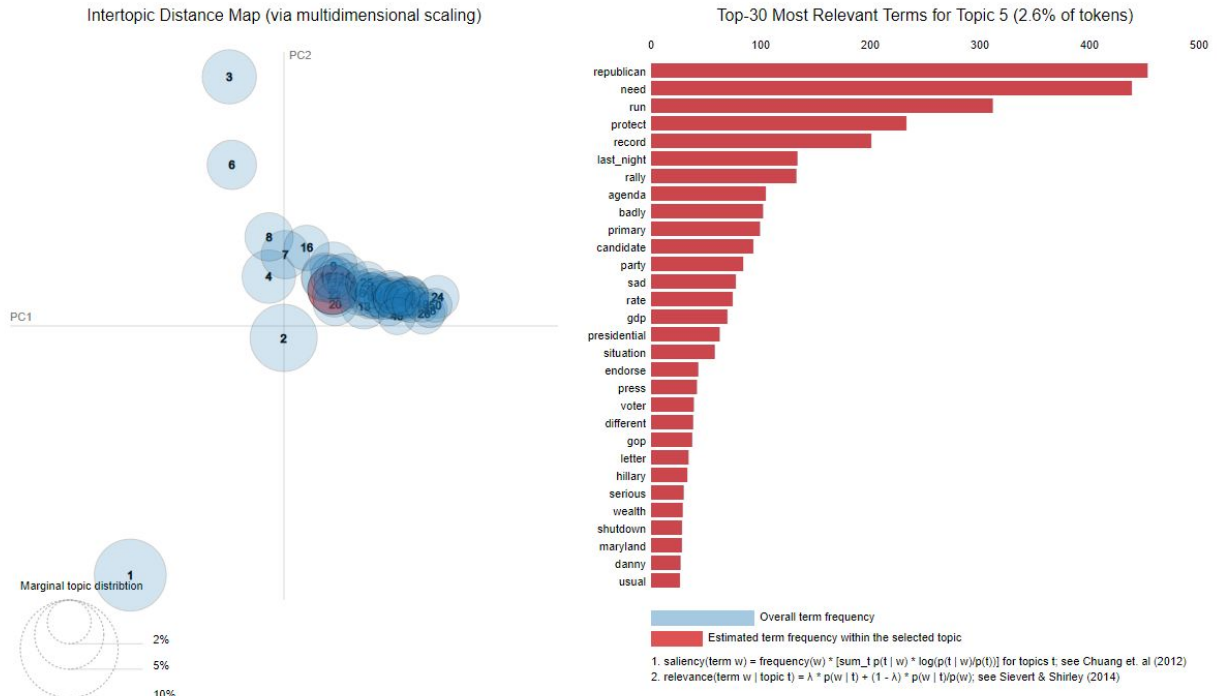 Intertopic Distance Map (via multidimensional scaling)
PC2
PC1
3
6
8
7
16
4
2
20
24
1
Marginal topic distribtion
2%
5%
10%
Top-30 Most Relevant Terms for Topic 5 (2.6% of tokens)
0 100 200 300 400 500
republican
need
run
protect
record
last_night
rally
agenda
badly
primary
candidate
party
sad
rate
gdp
presidential
situation
endorse
press
voter
different
gop
letter
hillary
serious
wealth
shutdown
maryland
danny
usual
Overall term frequency
Estimated term frequency within the selected topic
1. saliency(term w) = frequency(w) * [sum_t p(t | w) * log(p(t | w)/p(t))] for topics t; see Chuang et. al (2012)
2. relevance(term w | topic t) = λ * p(w | t) + (1 - λ) * p(w | t)/p(w); see Sievert & Shirley (2014)